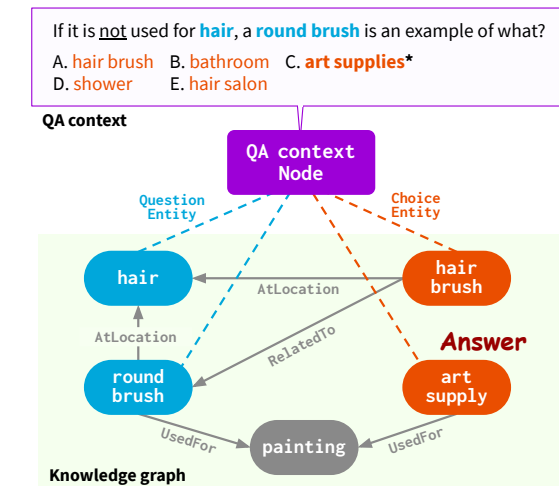 If it is not used for hair, a round brush is an example of what?
A. hair brush B. bathroom C. art supplies*
D. shower E. hair salon
QA context
QA context
Node
Question
Entity
Choice
Entity
hair
hair
brush
AtLocation
AtLocation
RelatedTo
Answer
round
brush
art
supply
UsedFor
painting
UsedFor
Knowledge graph